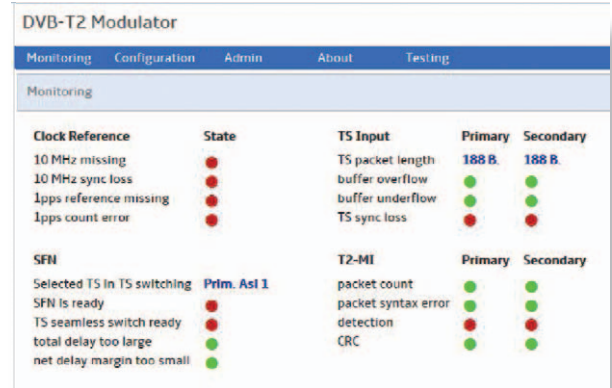 DVB-T2 Modulator
Monitoring Configuration Admin About Testing
Monitoring
Clock Reference State
10 MHz missing
10 MHz sync loss
1pps reference missing
1pps count error
TS Input Primary Secondary
TS packet length 188 B. 188 B.
buffer overflow
buffer underflow
TS sync loss
SFN
Selected TS in TS switching Prim. Asi 1
SFN is ready
TS seamless switch ready
total delay too large
net delay margin too small
T2-MI Primary Secondary
packet count
packet syntax error
detection
CRC